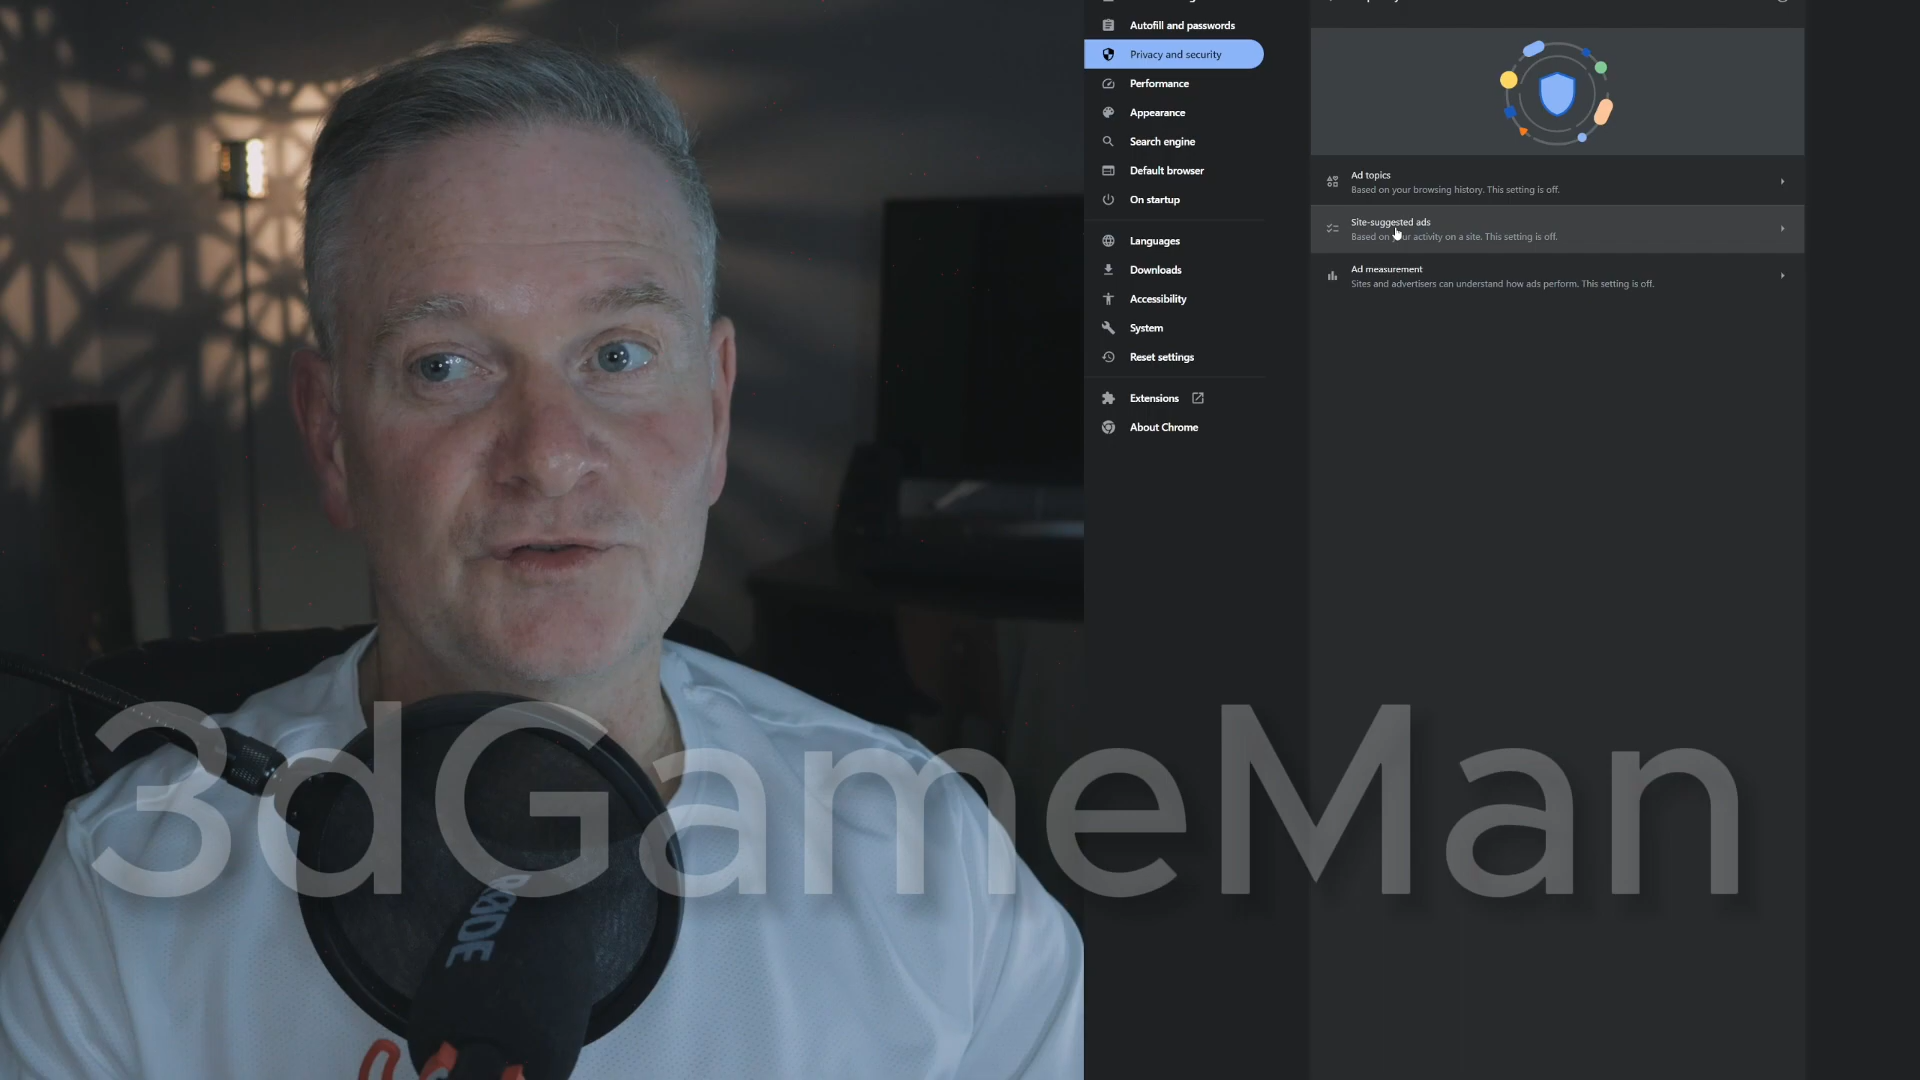 Autofill and passwords
Privacy and security
Performance
Appearance
Search engine
Default browser
On startup
Languages
Downloads
Accessibility
System
Reset settings
Extensions
About Chrome
Ad topics
Based on your browsing history. This setting is off.
Site-suggested ads
Based on your activity on a site. This setting is off.
Ad measurement
Sites and advertisers can understand how ads perform. This setting is off.
3dGameMan
RØDE